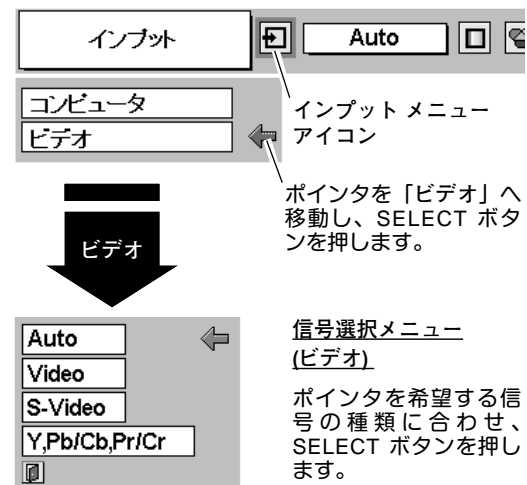 インプット
Auto
コンピュータ
ビデオ
インプット メニュー
アイコン
ポインタを「ビデオ」へ
移動し、SELECT ボタ
ンを押します。
ビデオ
Auto
Video
S-Video
Y,Pb/Cb,Pr/Cr
信号選択メニュー
(ビデオ)
ポインタを希望する信
号の種類に合わせ、
SELECT ボタンを押し
ます。